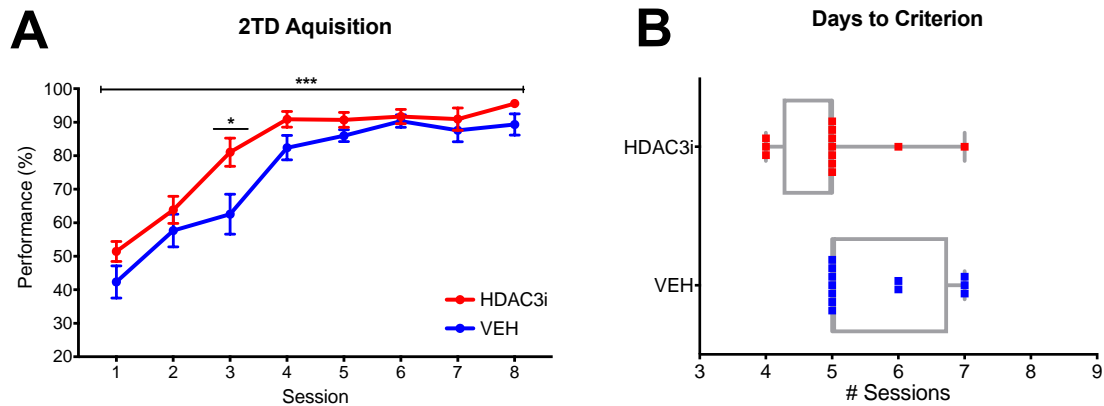 A
2TD Aquisition
***
*
100
90
80
70
60
50
40
30
20
Performance (%)
HDAC3i
VEH
1 2 3 4 5 6 7 8
Session
B
Days to Criterion
HDAC3i
VEH
3 4 5 6 7 8 9
# Sessions